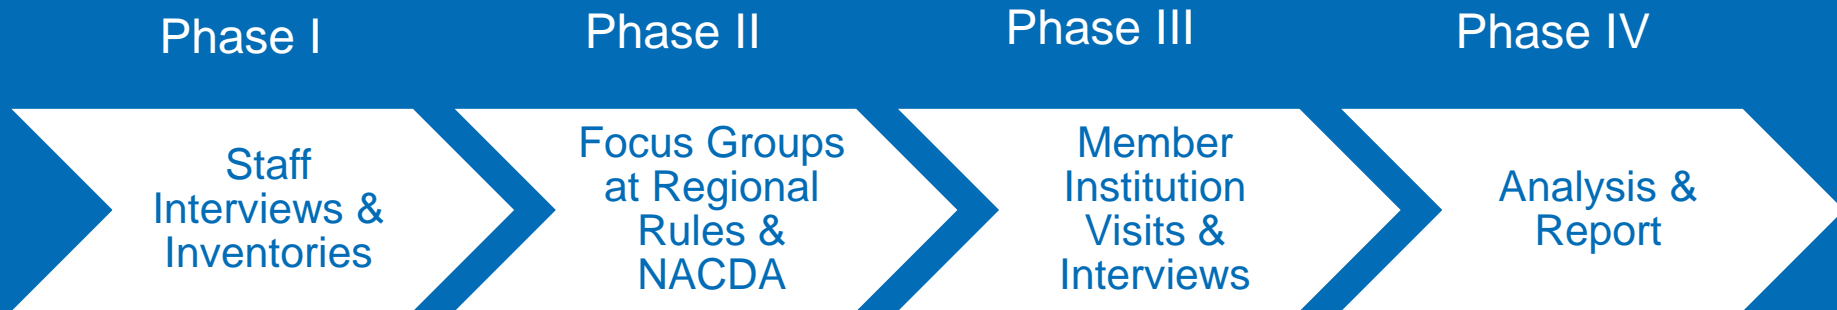 Phase I
Staff
Interviews &
Inventories
Phase II
Focus Groups
at Regional
Rules &
NACDA
Phase III
Member
Institution
Visits &
Interviews
Phase IV
Analysis &
Report